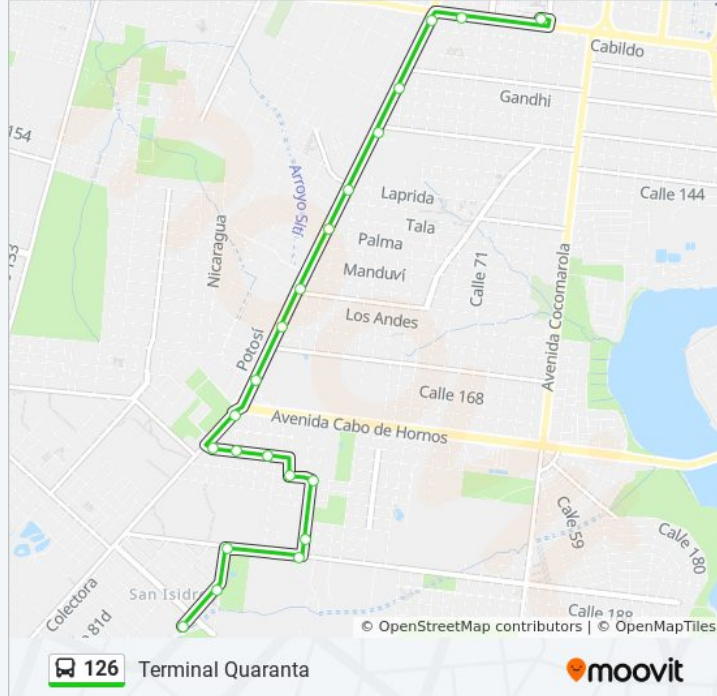 Cabildo
Gandhi
154
Calle 144
Laprida
Arroyo Sití
Tala
Nicaragua
Palma
Calle 71
Manduví
Avenida Cocomarola
Los Andes
Potosí
Calle 168
Avenida Cabo de Hornos
Calle 59
Calle 180
Colectora
San Isidro
81d
Calle 188
© OpenStreetMap contributors | © OpenMapTiles
126 Terminal Quaranta
moovit